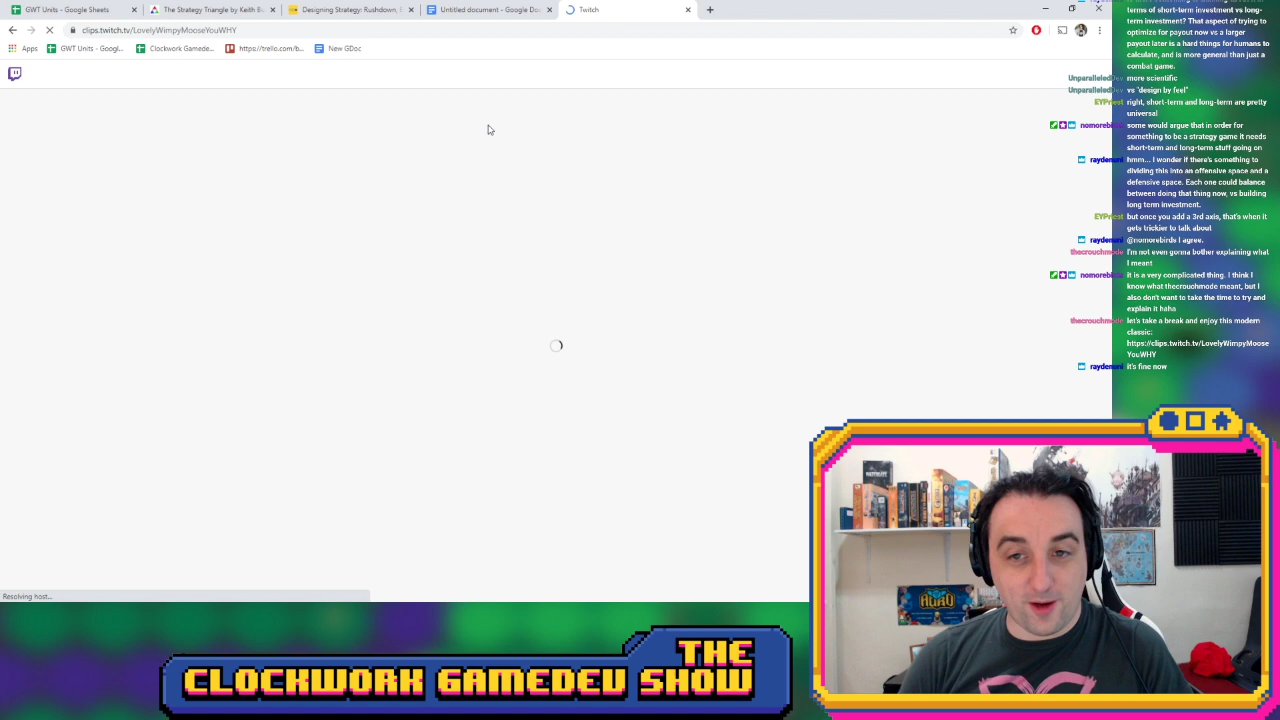 GWT Units - Google Sheets
The Strategy Triangle by Keith Bu
Designing Strategy: Rushdown, E
Untitled document - Google Doc
Twitch
clips.twitch.tv/LovelyWimpyMooseYouWHY
Apps
GWT Units - Googl...
Clockwork Gamede...
https://trello.com/b...
New GDoc
terms of short-term investment vs long-
term investment? That aspect of trying to
optimize for payout now vs a larger
payout later is a hard things for humans to
calculate, and is more general than just a
combat game.
UnparalleledDev more scientific
UnparalleledDev vs "design by feel"
EYPriest right, short-term and long-term are pretty
universal
nomorebirds some would argue that in order for
something to be a strategy game it needs
short-term and long-term stuff going on
raydenuni hmm... I wonder if there's something to
dividing this into an offensive space and a
defensive space. Each one could balance
between doing that thing now, vs building
long term investment.
EYPriest but once you add a 3rd axis, that's when it
gets trickier to talk about
raydenuni @nomorebirds I agree.
thecrouchmode I'm not even gonna bother explaining what
I meant
nomorebirds it is a very complicated thing. I think I
know what thecrouchmode meant, but I
also don't want to take the time to try and
explain it haha
thecrouchmode let's take a break and enjoy this modern
classic:
https://clips.twitch.tv/LovelyWimpyMoose
YouWHY
raydenuni it's fine now
Resolving host...
AURO
THE
CLOCKWORK GAMEDEV SHOW